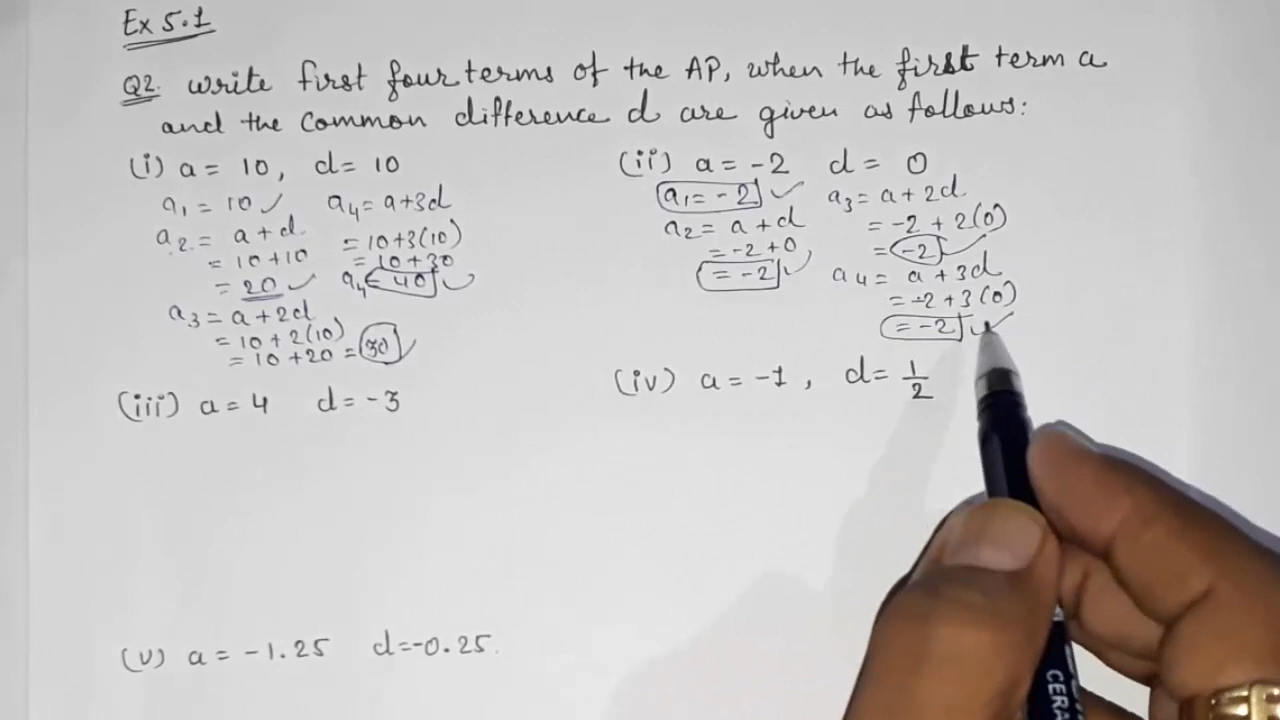 Ex 5.1
Q2. Write first four terms of the AP, when the first term a
and the common difference d are given as follows:
(i) a = 10, d = 10
a₁ = 10 ✓
a₂ = a + d
= 10 + 10
= 20 ✓
a₃ = a + 2d
= 10 + 2(10)
= 10 + 20 = 30 ✓
a₄ = a + 3d
= 10 + 3(10)
= 10 + 30
a₄ = 40 ✓
(ii) a = -2 d = 0
a₁ = -2 ✓
a₂ = a + d
= -2 + 0
= -2 ✓
a₃ = a + 2d
= -2 + 2(0)
= -2 ✓
a₄ = a + 3d
= -2 + 3(0)
= -2 ✓
(iii) a = 4 d = -3
(iv) a = -1, d = 1/2
(v) a = -1.25 d = -0.25.
CERA